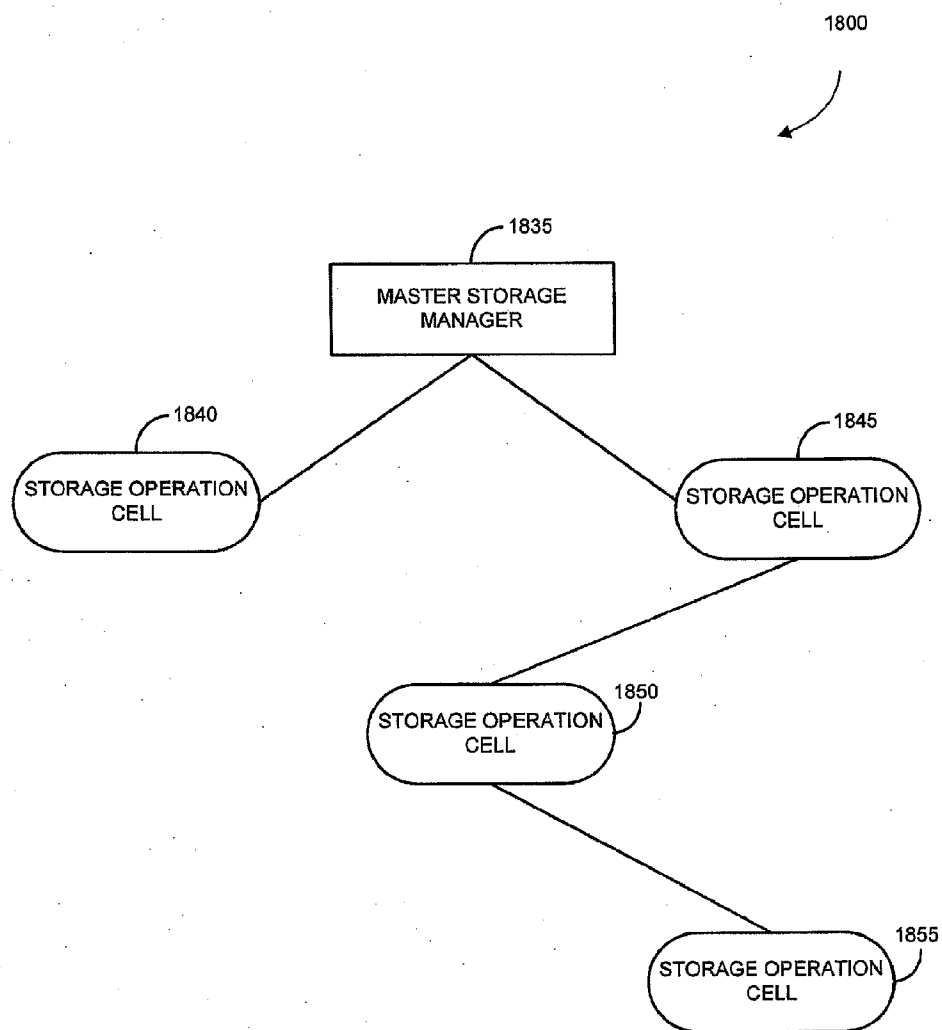 1800
1835
MASTER STORAGE
MANAGER
1840
STORAGE OPERATION
CELL
1845
STORAGE OPERATION
CELL
1850
STORAGE OPERATION
CELL
1855
STORAGE OPERATION
CELL